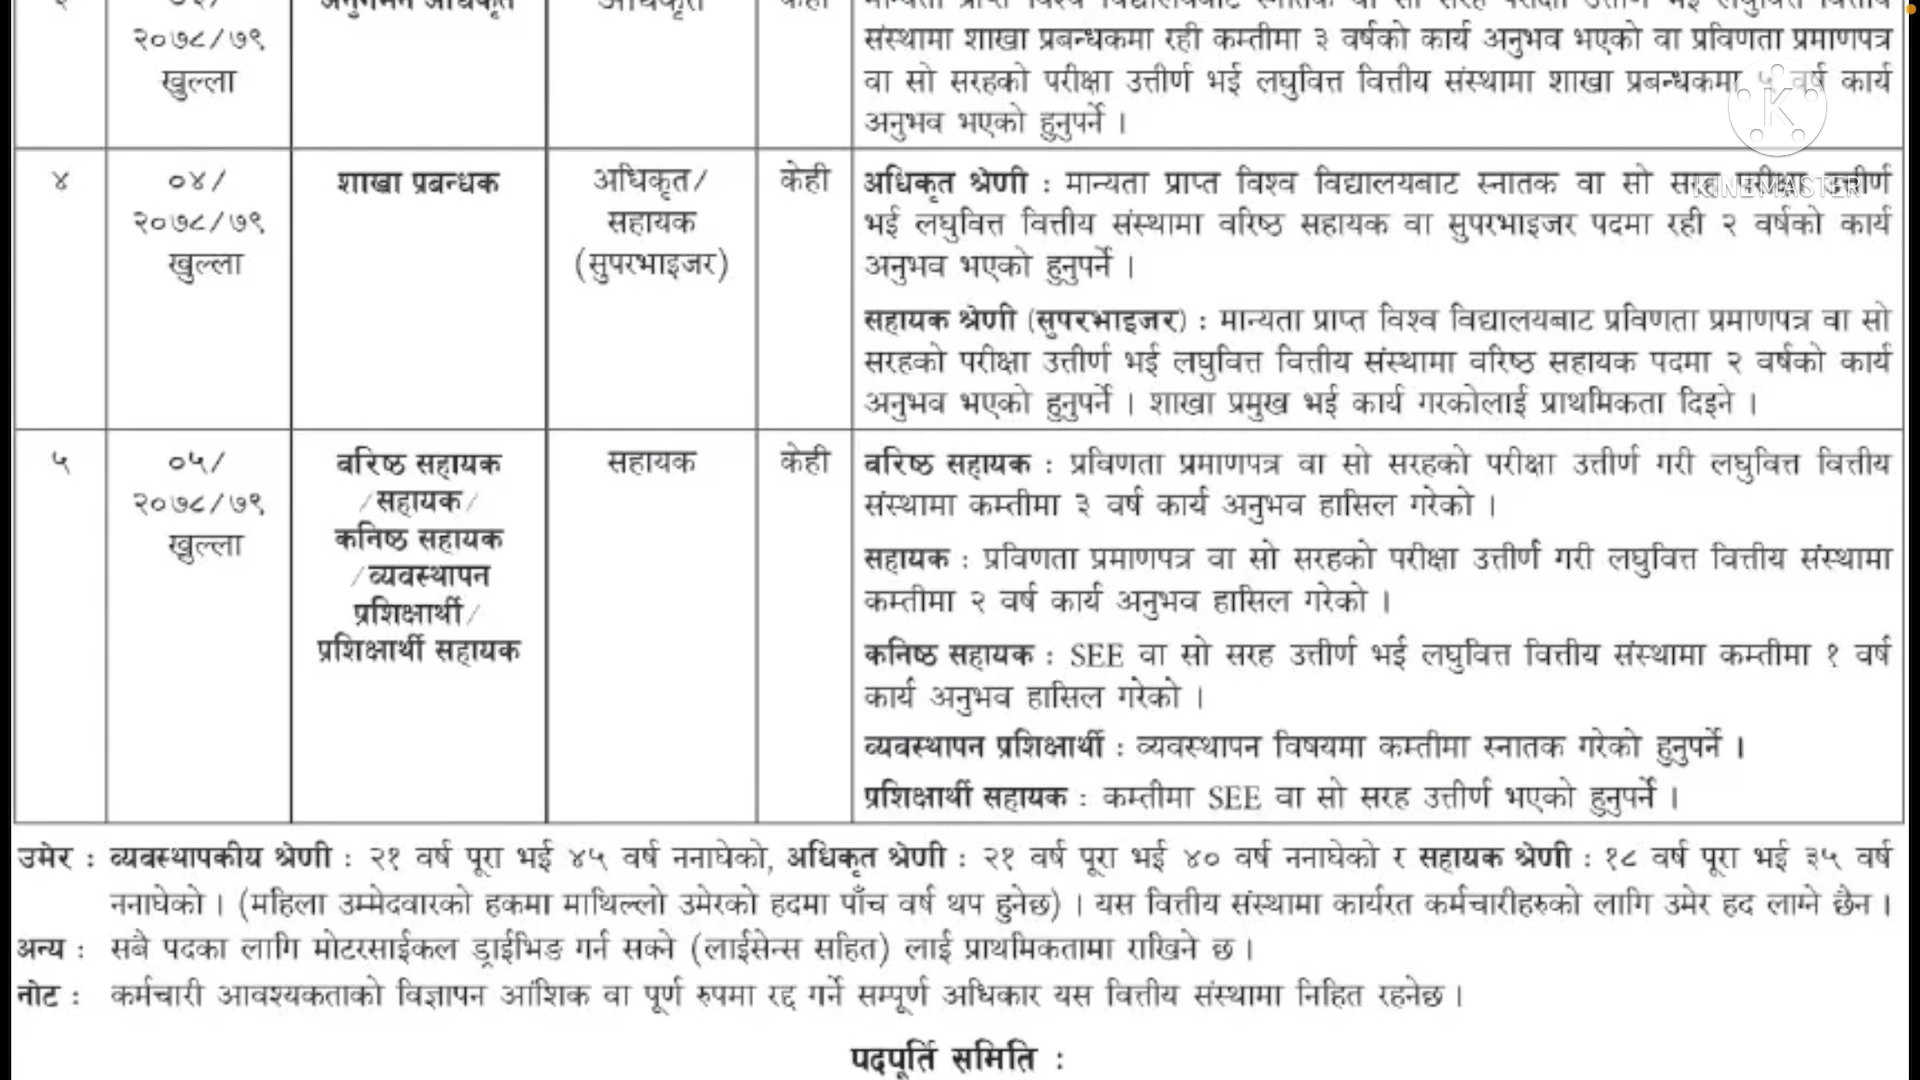 २०७८/७९
खुल्ला
संस्थामा शाखा प्रबन्धकमा रही कम्तीमा ३ वर्षको कार्य अनुभव भएको वा प्रविणता प्रमाणपत्र
वा सो सरहको परीक्षा उत्तीर्ण भई लघुवित्त वित्तीय संस्थामा शाखा प्रबन्धकमा ५ वर्ष कार्य
अनुभव भएको हुनुपर्ने ।
४
०४/
२०७८/७९
खुल्ला
शाखा प्रबन्धक
अधिकृत/
सहायक
(सुपरभाइजर)
केही
अधिकृत श्रेणी : मान्यता प्राप्त विश्व विद्यालयबाट स्नातक वा सो सरह परीक्षा उत्तीर्ण
भई लघुवित्त वित्तीय संस्थामा वरिष्ठ सहायक वा सुपरभाइजर पदमा रही २ वर्षको कार्य
अनुभव भएको हुनुपर्ने ।
सहायक श्रेणी (सुपरभाइजर) : मान्यता प्राप्त विश्व विद्यालयबाट प्रविणता प्रमाणपत्र वा सो
सरहको परीक्षा उत्तीर्ण भई लघुवित्त वित्तीय संस्थामा वरिष्ठ सहायक पदमा २ वर्षको कार्य
अनुभव भएको हुनुपर्ने । शाखा प्रमुख भई कार्य गरकोलाई प्राथमिकता दिइने ।
५
०५/
२०७८/७९
खुल्ला
वरिष्ठ सहायक
/सहायक/
कनिष्ठ सहायक
/व्यवस्थापन
प्रशिक्षार्थी/
प्रशिक्षार्थी सहायक
सहायक
केही
वरिष्ठ सहायक : प्रविणता प्रमाणपत्र वा सो सरहको परीक्षा उत्तीर्ण गरी लघुवित्त वित्तीय
संस्थामा कम्तीमा ३ वर्ष कार्य अनुभव हासिल गरेको ।
सहायक : प्रविणता प्रमाणपत्र वा सो सरहको परीक्षा उत्तीर्ण गरी लघुवित्त वित्तीय संस्थामा
कम्तीमा २ वर्ष कार्य अनुभव हासिल गरेको ।
कनिष्ठ सहायक : SEE वा सो सरह उत्तीर्ण भई लघुवित्त वित्तीय संस्थामा कम्तीमा १ वर्ष
कार्य अनुभव हासिल गरेको ।
व्यवस्थापन प्रशिक्षार्थी : व्यवस्थापन विषयमा कम्तीमा स्नातक गरेको हुनुपर्ने ।
प्रशिक्षार्थी सहायक : कम्तीमा SEE वा सो सरह उत्तीर्ण भएको हुनुपर्ने ।
उमेर : व्यवस्थापकीय श्रेणी : २१ वर्ष पूरा भई ४५ वर्ष ननाघेको, अधिकृत श्रेणी : २१ वर्ष पूरा भई ४० वर्ष ननाघेको र सहायक श्रेणी : १८ वर्ष पूरा भई ३५ वर्ष
ननाघेको । (महिला उम्मेदवारको हकमा माथिल्लो उमेरको हदमा पाँच वर्ष थप हुनेछ) । यस वित्तीय संस्थामा कार्यरत कर्मचारीहरुको लागि उमेर हद लाग्ने छैन ।
अन्य : सबै पदका लागि मोटरसाईकल ड्राईभिङ गर्न सक्ने (लाईसेन्स सहित) लाई प्राथमिकतामा राखिने छ ।
नोट : कर्मचारी आवश्यकताको विज्ञापन आंशिक वा पूर्ण रुपमा रद्द गर्ने सम्पूर्ण अधिकार यस वित्तीय संस्थामा निहित रहनेछ ।
पदपूर्ति समिति :
K
KINEMASTER